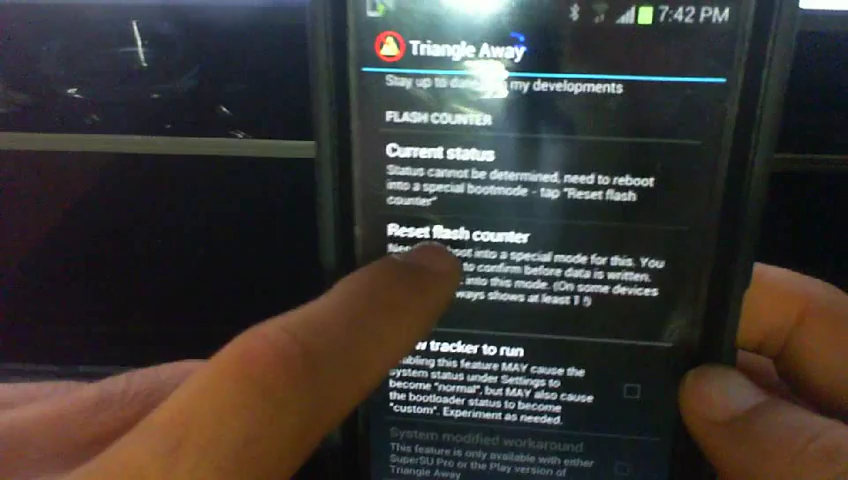 7:42 PM
Triangle Away
Stay up to my developments
FLASH COUNTER
Current status
Status cannot be determined, need to reboot
into a special bootmode - tap "Reset flash
counter"
Reset flash counter
into a special mode for this. You
to confirm before data is written.
into this mode. (On some devices
always shows at least 1 !)
tracker to run
Enabling this feature MAY cause the
system status under Settings to
become "normal", but MAY also cause
the bootloader status to become
"custom". Experiment as needed.
System modified workaround
This feature is only available with either
SuperSU Pro or the Play version of
Triangle Away